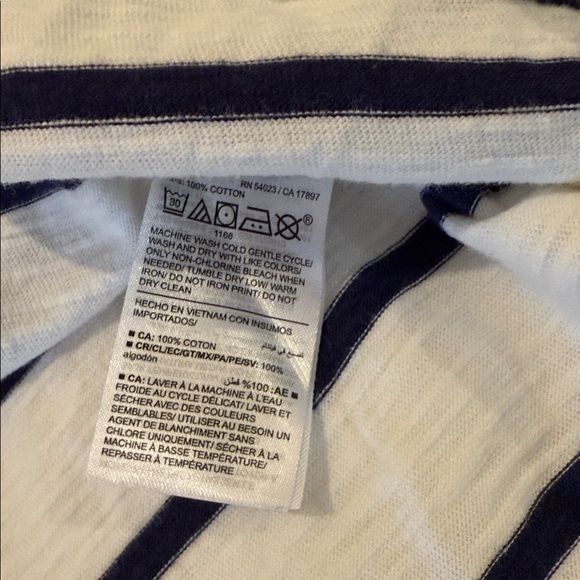 100% COTTON RN 54023 / CA 17897
30 ®
1166
MACHINE WASH COLD GENTLE CYCLE/
WASH AND DRY WITH LIKE COLORS/
ONLY NON-CHLORINE BLEACH WHEN
NEEDED/ TUMBLE DRY LOW/ WARM
IRON/ DO NOT IRON PRINT/ DO NOT
DRY CLEAN
HECHO EN VIETNAM CON INSUMOS
IMPORTADOS/
■ CA: 100% COTON
■ CR/CL/EC/GT/MX/PA/PE/SV: 100%
algodón
■ AE: 100% قطن
■ CA: LAVER À LA MACHINE À L'EAU
FROIDE AU CYCLE DÉLICAT/ LAVER ET
SÉCHER AVEC DES COULEURS
SEMBLABLES/ UTILISER AU BESOIN UN
AGENT DE BLANCHIMENT SANS
CHLORE UNIQUEMENT/ SÉCHER À LA
MACHINE À BASSE TEMPÉRATURE/
REPASSER À TEMPÉRATURE